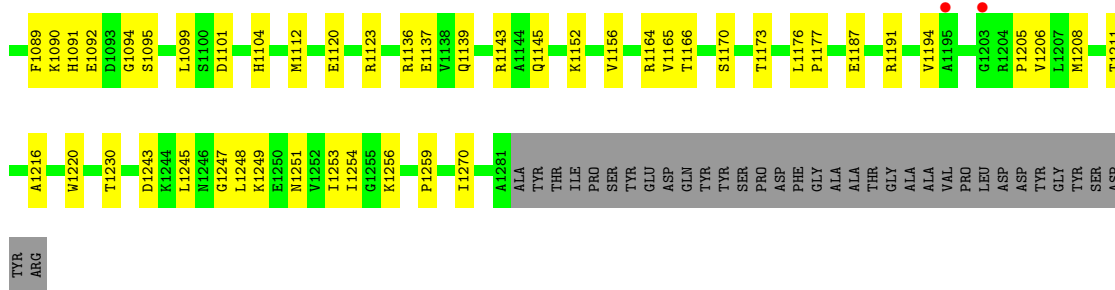 F1089 K1090 H1091 E1092 D1093 G1094 S1095 L1099 S1100 D1101 H1104 M1112 E1120 R1123 R1136 E1137 V1138 Q1139 R1143 A1144 Q1145 K1152 V1156 R1164 V1165 T1166 S1170 T1173 L1176 P1177 E1187 R1191 V1194 A1195 G1203 R1204 P1205 V1206 L1207 M1208 T1211
A1216 W1220 T1230 D1243 K1244 L1245 N1246 G1247 L1248 K1249 E1250 N1251 V1252 I1253 I1254 G1255 K1256 P1259 I1270 A1281 ALA TYR THR ILE PRO SER TYR GLU ASP GLN TYR TYR SER PRO ASP PHE GLY ALA ALA THR GLY ALA ALA VAL PRO LEU ASP ASP TYR GLY TYR SER ASP
TYR ARG